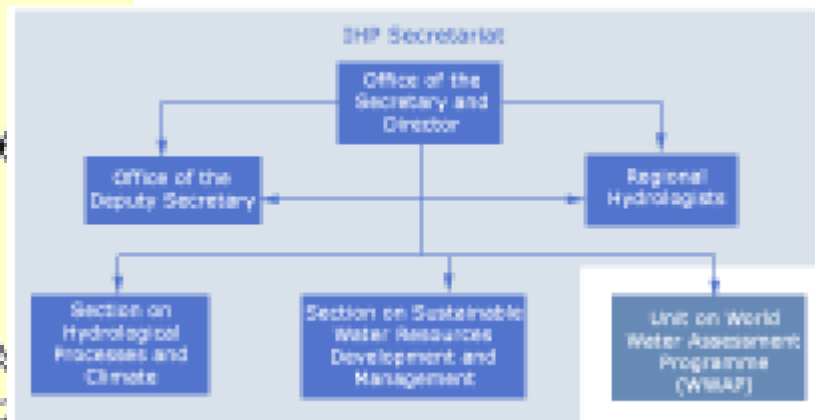 IHP Secretariat
Office of the
Secretary and
Director
Office of the
Deputy Secretary
Regional
Hydrologists
Section on
Hydrological
Processes and
Climate
Section on Sustainable
Water Resources
Development and
Management
Unit on World
Water Assessment
Programme
(WWAP)